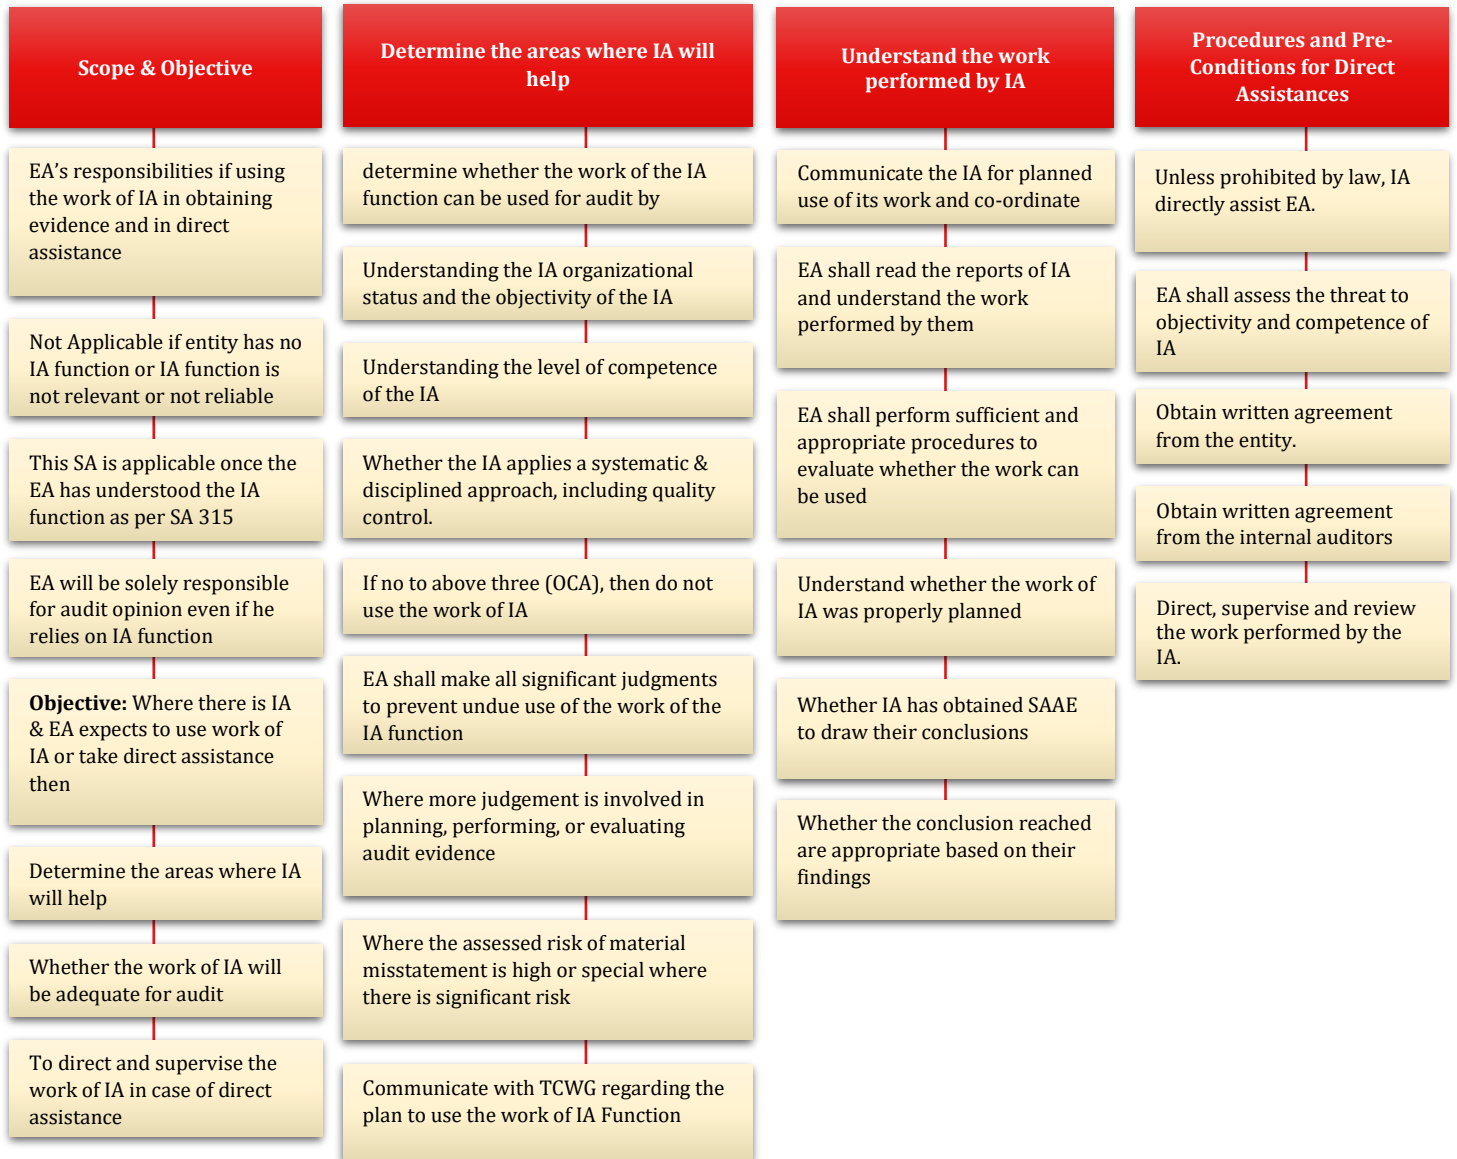 Scope & Objective
EA's responsibilities if using
the work of IA in obtaining
evidence and in direct
assistance
Not Applicable if entity has no
IA function or IA function is
not relevant or not reliable
This SA is applicable once the
EA has understood the IA
function as per SA 315
EA will be solely responsible
for audit opinion even if he
relies on IA function
Objective: Where there is IA
& EA expects to use work of
IA or take direct assistance
then
Determine the areas where IA
will help
Whether the work of IA will
be adequate for audit
To direct and supervise the
work of IA in case of direct
assistance
Determine the areas where IA will
help
determine whether the work of the IA
function can be used for audit by
Understanding the IA organizational
status and the objectivity of the IA
Understanding the level of competence
of the IA
Whether the IA applies a systematic &
disciplined approach, including quality
control.
If no to above three (OCA), then do not
use the work of IA
EA shall make all significant judgments
to prevent undue use of the work of the
IA function
Where more judgement is involved in
planning, performing, or evaluating
audit evidence
Where the assessed risk of material
misstatement is high or special where
there is significant risk
Communicate with TCWG regarding the
plan to use the work of IA Function
Understand the work
performed by IA
Communicate the IA for planned
use of its work and co-ordinate
EA shall read the reports of IA
and understand the work
performed by them
EA shall perform sufficient and
appropriate procedures to
evaluate whether the work can
be used
Understand whether the work of
IA was properly planned
Whether IA has obtained SAAE
to draw their conclusions
Whether the conclusion reached
are appropriate based on their
findings
Procedures and Pre-
Conditions for Direct
Assistances
Unless prohibited by law, IA
directly assist EA.
EA shall assess the threat to
objectivity and competence of
IA
Obtain written agreement
from the entity.
Obtain written agreement
from the internal auditors
Direct, supervise and review
the work performed by the
IA.